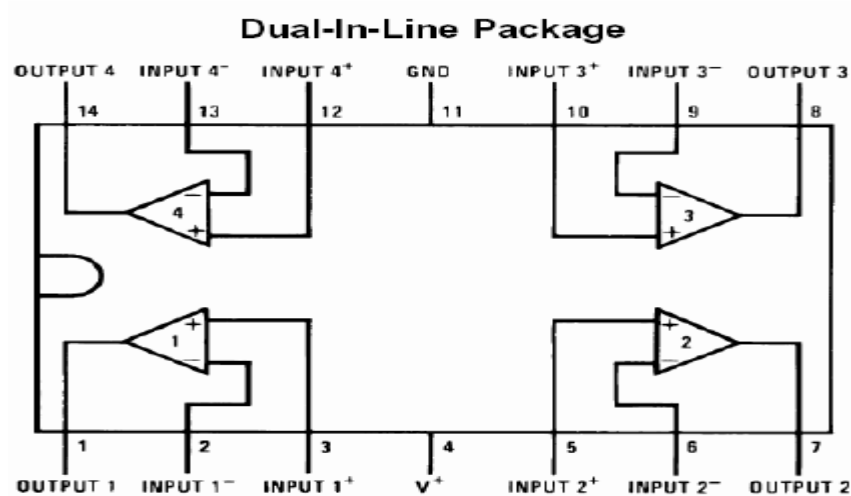 Dual-In-Line Package
OUTPUT 4 INPUT 4⁻ INPUT 4⁺ GND INPUT 3⁺ INPUT 3⁻ OUTPUT 3
14 13 12 11 10 9 8
− −
4 3
+ +
+ +
1 2
− −
1 2 3 4 5 6 7
OUTPUT 1 INPUT 1⁻ INPUT 1⁺ V⁺ INPUT 2⁺ INPUT 2⁻ OUTPUT 2